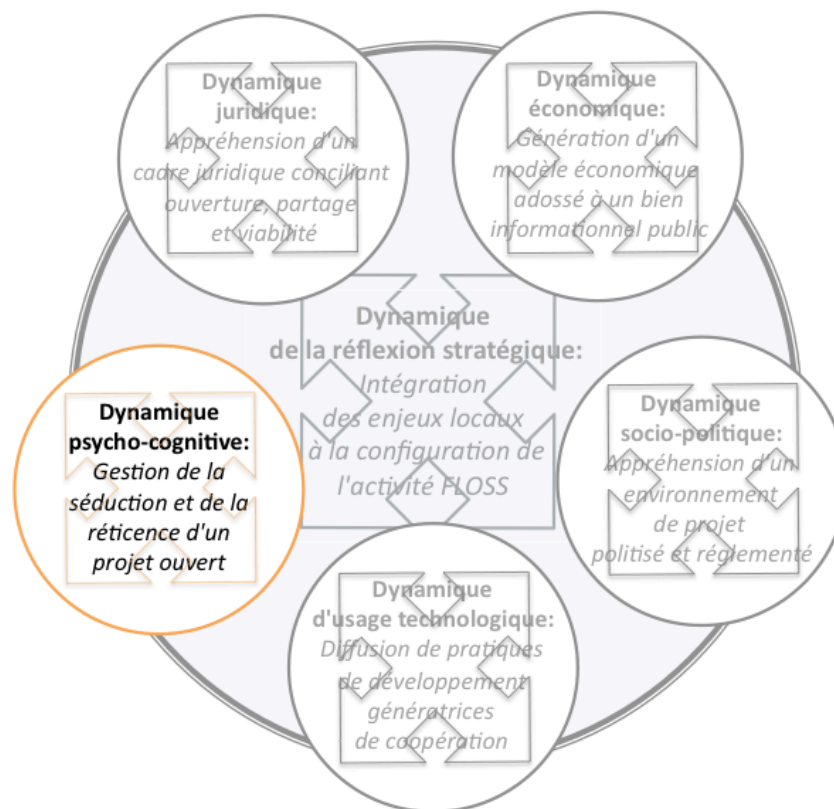 Dynamique
juridique:
Appréhension d'un
cadre juridique conciliant
ouverture, partage
et viabilité
Dynamique
économique:
Génération d'un
modèle économique
adossé à un bien
informationnel public
Dynamique
de la réflexion stratégique:
Intégration
des enjeux locaux
à la configuration de
l'activité FLOSS
Dynamique
psycho-cognitive:
Gestion de la
séduction et de la
réticence d'un
projet ouvert
Dynamique
socio-politique:
Appréhension d'un
environnement
de projet
politisé et réglementé
Dynamique
d'usage technologique:
Diffusion de pratiques
de développement
génératrices
de coopération